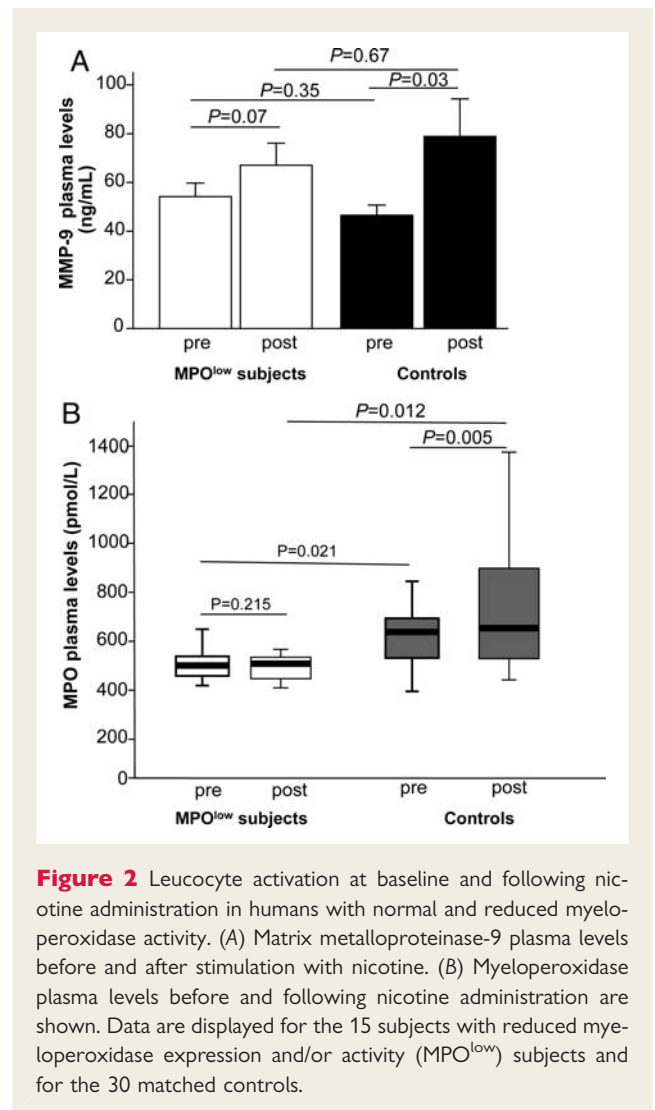 A
P=0.67
P=0.03
P=0.35
P=0.07
100
80
60
40
20
0
MMP-9 plasma levels
(ng/mL)
pre post pre post
MPOlow subjects Controls
B
P=0.012
P=0.005
P=0.021
P=0.215
1400
1200
1000
800
600
400
200
0
MPO plasma levels (pmol/L)
pre post pre post
MPOlow subjects Controls
Figure 2 Leucocyte activation at baseline and following nic-
otine administration in humans with normal and reduced myelo-
peroxidase activity. (A) Matrix metalloproteinase-9 plasma levels
before and after stimulation with nicotine. (B) Myeloperoxidase
plasma levels before and following nicotine administration are
shown. Data are displayed for the 15 subjects with reduced mye-
loperoxidase expression and/or activity (MPOlow) subjects and
for the 30 matched controls.